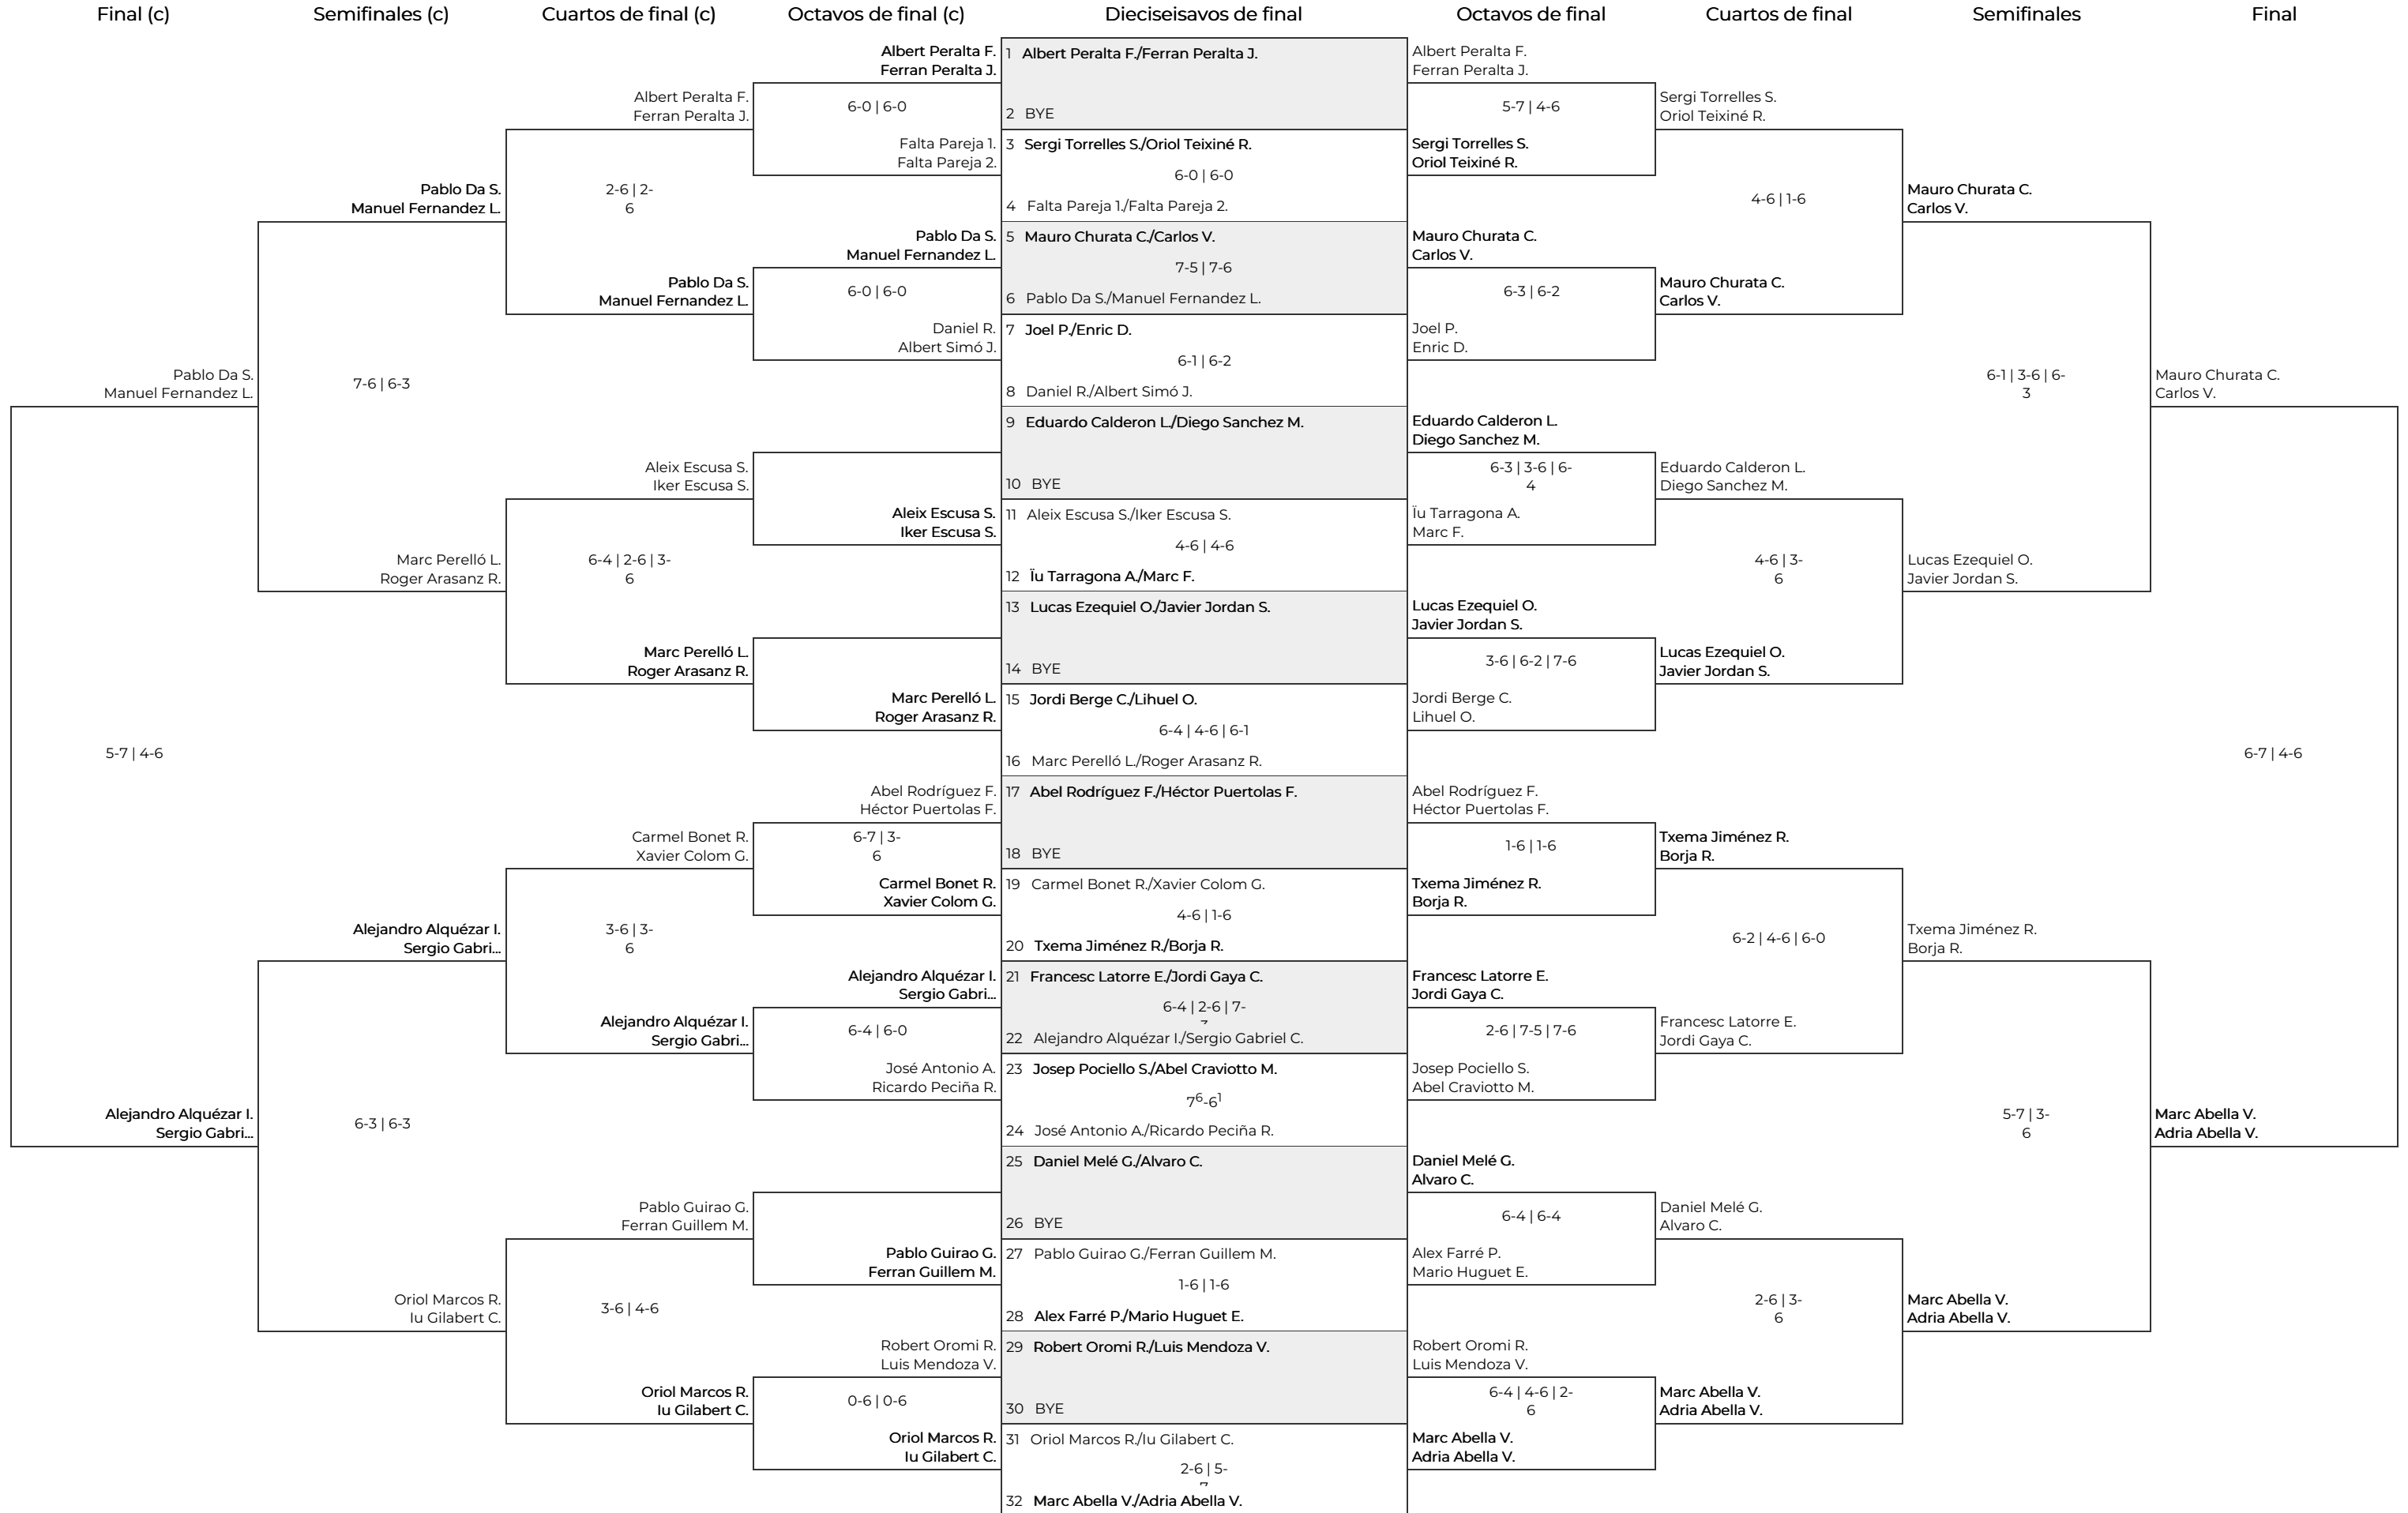 Final (c)
Semifinales (c)
Cuartos de final (c)
Octavos de final (c)
Dieciseisavos de final
Octavos de final
Cuartos de final
Semifinales
Final
Pablo Da S.
Manuel Fernandez L.
5-7 | 4-6
Alejandro Alquézar I.
Sergio Gabri...
Pablo Da S.
Manuel Fernandez L.
7-6 | 6-3
Marc Perelló L.
Roger Arasanz R.
Alejandro Alquézar I.
Sergio Gabri...
6-3 | 6-3
Oriol Marcos R.
Iu Gilabert C.
Albert Peralta F.
Ferran Peralta J.
2-6 | 2-
6
Pablo Da S.
Manuel Fernandez L.
Aleix Escusa S.
Iker Escusa S.
6-4 | 2-6 | 3-
6
Marc Perelló L.
Roger Arasanz R.
Carmel Bonet R.
Xavier Colom G.
3-6 | 3-
6
Alejandro Alquézar I.
Sergio Gabri...
Pablo Guirao G.
Ferran Guillem M.
3-6 | 4-6
Oriol Marcos R.
Iu Gilabert C.
Albert Peralta F.
Ferran Peralta J.
6-0 | 6-0
Falta Pareja 1.
Falta Pareja 2.
Pablo Da S.
Manuel Fernandez L.
6-0 | 6-0
Daniel R.
Albert Simó J.
Aleix Escusa S.
Iker Escusa S.
Marc Perelló L.
Roger Arasanz R.
Abel Rodríguez F.
Héctor Puertolas F.
6-7 | 3-
6
Carmel Bonet R.
Xavier Colom G.
Alejandro Alquézar I.
Sergio Gabri...
6-4 | 6-0
José Antonio A.
Ricardo Peciña R.
Pablo Guirao G.
Ferran Guillem M.
Robert Oromi R.
Luis Mendoza V.
0-6 | 0-6
Oriol Marcos R.
Iu Gilabert C.
1 Albert Peralta F./Ferran Peralta J.
2 BYE
3 Sergi Torrelles S./Oriol Teixiné R.
6-0 | 6-0
4 Falta Pareja 1./Falta Pareja 2.
5 Mauro Churata C./Carlos V.
7-5 | 7-6
6 Pablo Da S./Manuel Fernandez L.
7 Joel P./Enric D.
6-1 | 6-2
8 Daniel R./Albert Simó J.
9 Eduardo Calderon L./Diego Sanchez M.
10 BYE
11 Aleix Escusa S./Iker Escusa S.
4-6 | 4-6
12 Ïu Tarragona A./Marc F.
13 Lucas Ezequiel O./Javier Jordan S.
14 BYE
15 Jordi Berge C./Lihuel O.
6-4 | 4-6 | 6-1
16 Marc Perelló L./Roger Arasanz R.
17 Abel Rodríguez F./Héctor Puertolas F.
18 BYE
19 Carmel Bonet R./Xavier Colom G.
4-6 | 1-6
20 Txema Jiménez R./Borja R.
21 Francesc Latorre E./Jordi Gaya C.
6-4 | 2-6 | 7-
22 Alejandro Alquézar I./Sergio Gabriel C.
23 Josep Pociello S./Abel Craviotto M.
7⁶-6¹
24 José Antonio A./Ricardo Peciña R.
25 Daniel Melé G./Alvaro C.
26 BYE
27 Pablo Guirao G./Ferran Guillem M.
1-6 | 1-6
28 Alex Farré P./Mario Huguet E.
29 Robert Oromi R./Luis Mendoza V.
30 BYE
31 Oriol Marcos R./Iu Gilabert C.
2-6 | 5-
32 Marc Abella V./Adria Abella V.
Albert Peralta F.
Ferran Peralta J.
5-7 | 4-6
Sergi Torrelles S.
Oriol Teixiné R.
Mauro Churata C.
Carlos V.
6-3 | 6-2
Joel P.
Enric D.
Eduardo Calderon L.
Diego Sanchez M.
6-3 | 3-6 | 6-
4
Ïu Tarragona A.
Marc F.
Lucas Ezequiel O.
Javier Jordan S.
3-6 | 6-2 | 7-6
Jordi Berge C.
Lihuel O.
Abel Rodríguez F.
Héctor Puertolas F.
1-6 | 1-6
Txema Jiménez R.
Borja R.
Francesc Latorre E.
Jordi Gaya C.
2-6 | 7-5 | 7-6
Josep Pociello S.
Abel Craviotto M.
Daniel Melé G.
Alvaro C.
6-4 | 6-4
Alex Farré P.
Mario Huguet E.
Robert Oromi R.
Luis Mendoza V.
6-4 | 4-6 | 2-
6
Marc Abella V.
Adria Abella V.
Sergi Torrelles S.
Oriol Teixiné R.
4-6 | 1-6
Mauro Churata C.
Carlos V.
Eduardo Calderon L.
Diego Sanchez M.
4-6 | 3-
6
Lucas Ezequiel O.
Javier Jordan S.
Txema Jiménez R.
Borja R.
6-2 | 4-6 | 6-0
Francesc Latorre E.
Jordi Gaya C.
Daniel Melé G.
Alvaro C.
2-6 | 3-
6
Marc Abella V.
Adria Abella V.
Mauro Churata C.
Carlos V.
6-1 | 3-6 | 6-
3
Lucas Ezequiel O.
Javier Jordan S.
Txema Jiménez R.
Borja R.
5-7 | 3-
6
Marc Abella V.
Adria Abella V.
Mauro Churata C.
Carlos V.
6-7 | 4-6
Marc Abella V.
Adria Abella V.